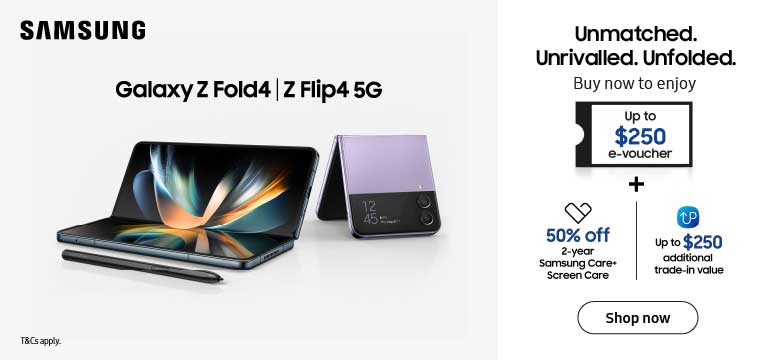 SAMSUNG
Galaxy Z Fold4 | Z Flip4 5G
12
45
T&Cs apply.
Unmatched.
Unrivalled. Unfolded.
Buy now to enjoy
Up to
$250
e-voucher
+
50% off
2-year
Samsung Care+
Screen Care
UP
Up to $250
additional
trade-in value
Shop now